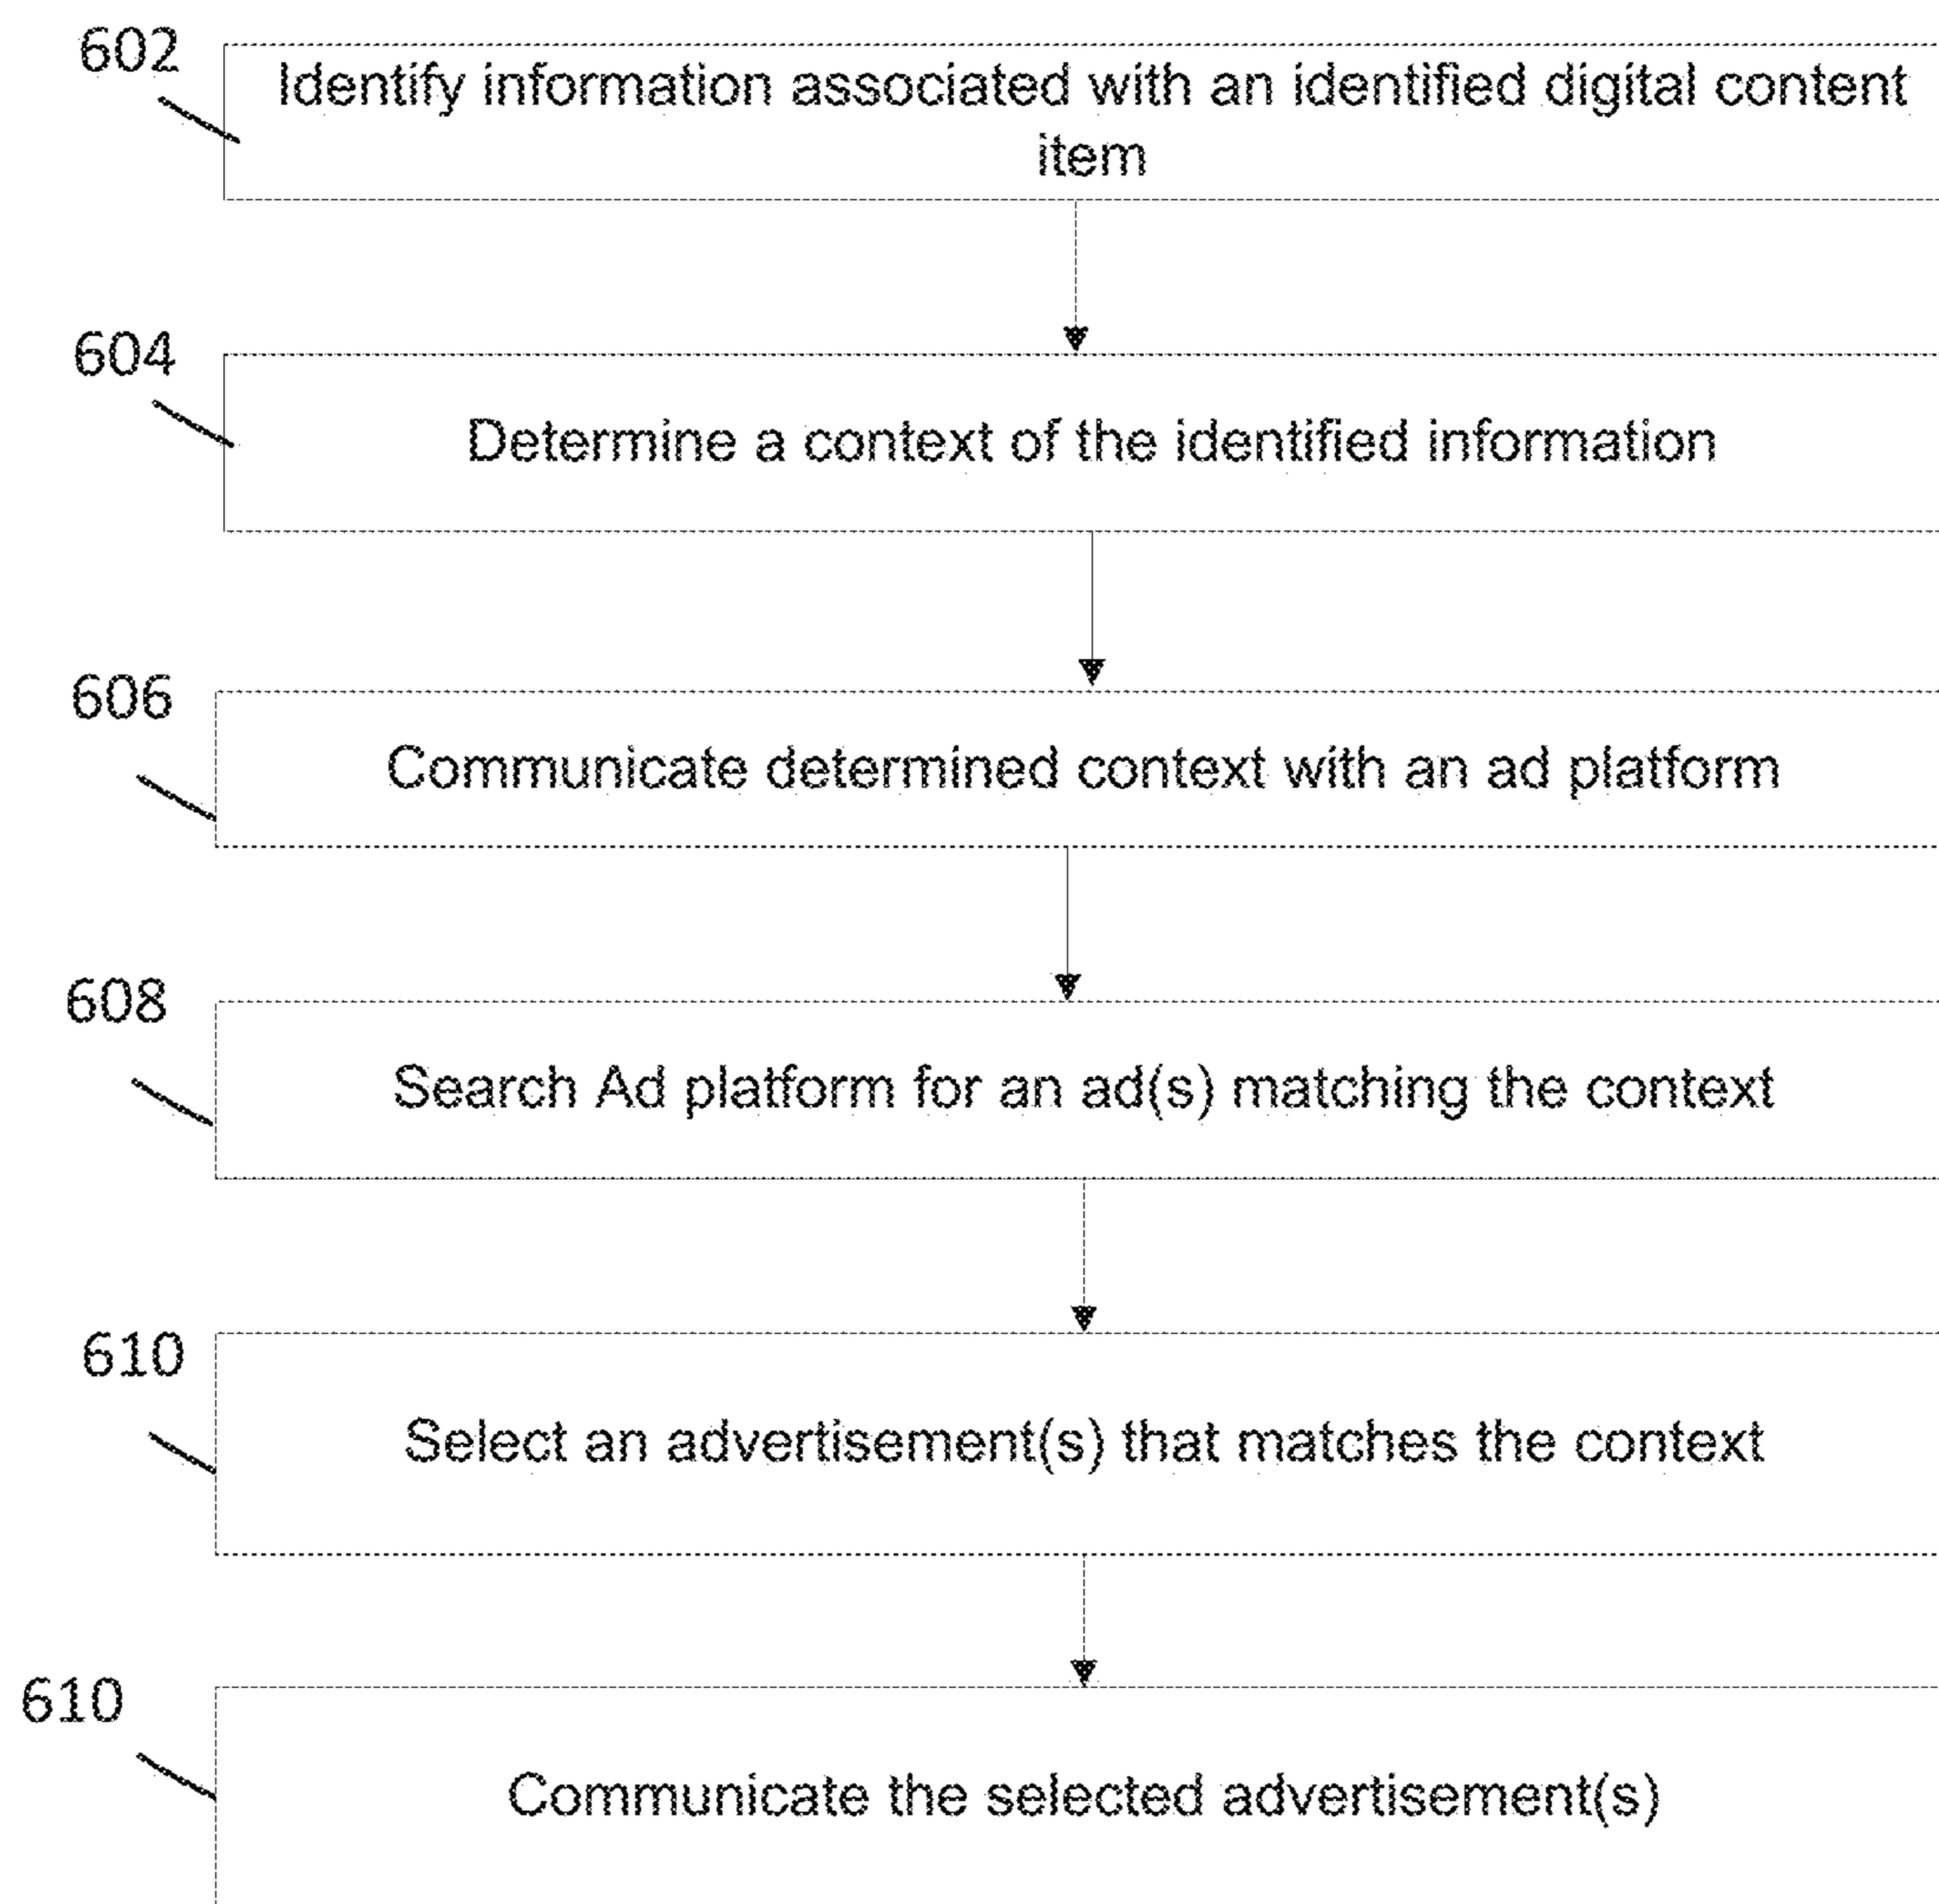 602
Identify information associated with an identified digital content
item
604
Determine a context of the identified information
606
Communicate determined context with an ad platform
608
Search Ad platform for an ad(s) matching the context
610
Select an advertisement(s) that matches the context
610
Communicate the selected advertisement(s)